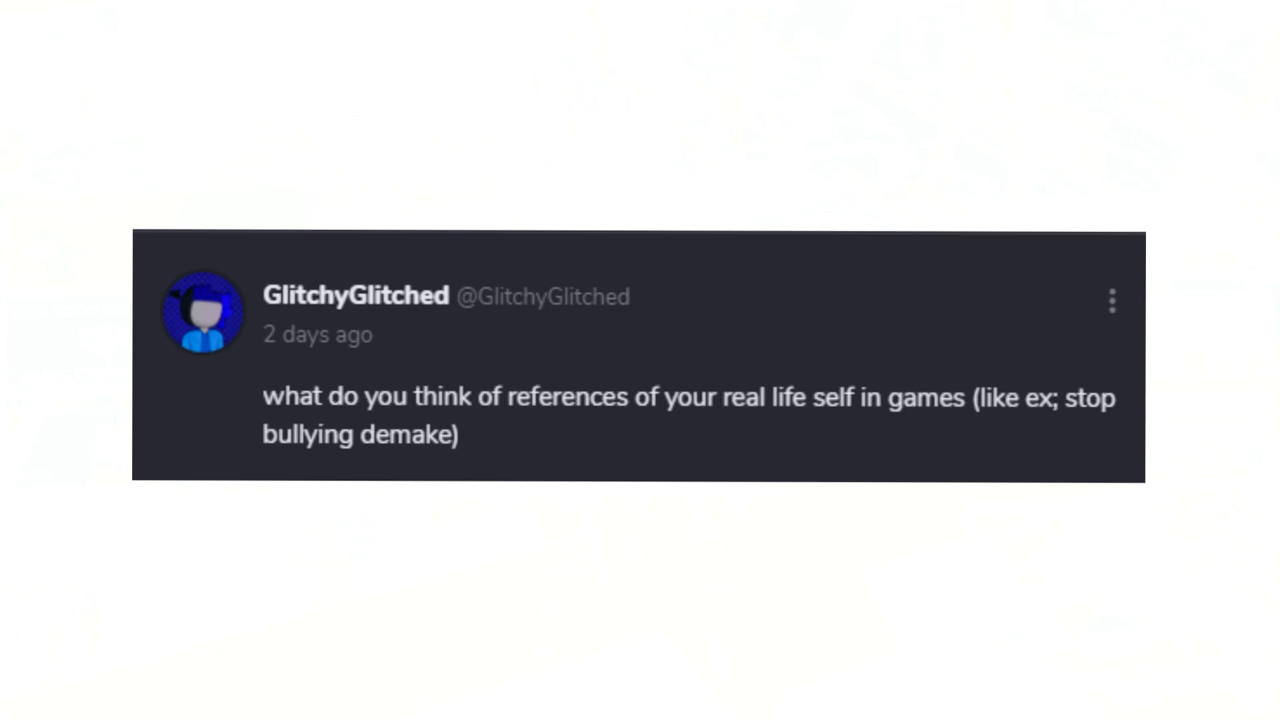 GlitchyGlitched @GlitchyGlitched
2 days ago
what do you think of references of your real life self in games (like ex; stop
bullying demake)